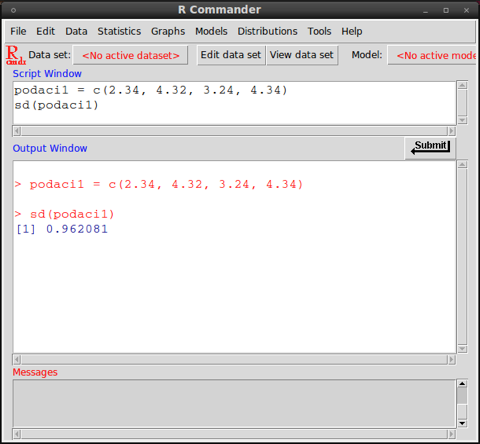 R Commander
File Edit Data Statistics Graphs Models Distributions Tools Help
R cmdr Data set: <No active dataset> Edit data set View data set Model: <No active mode
Script Window
podaci1 = c(2.34, 4.32, 3.24, 4.34)
sd(podaci1)
Submit
Output Window
> podaci1 = c(2.34, 4.32, 3.24, 4.34)
> sd(podaci1)
[1] 0.962081
Messages